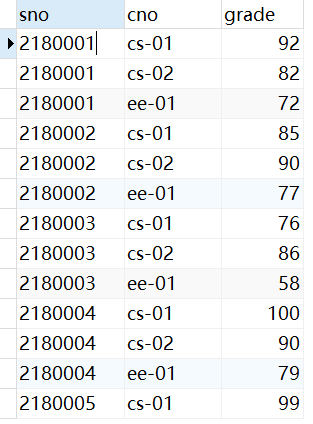 sno cno grade
2180001 cs-01 92
2180001 cs-02 82
2180001 ee-01 72
2180002 cs-01 85
2180002 cs-02 90
2180002 ee-01 77
2180003 cs-01 76
2180003 cs-02 86
2180003 ee-01 58
2180004 cs-01 100
2180004 cs-02 90
2180004 ee-01 79
2180005 cs-01 99